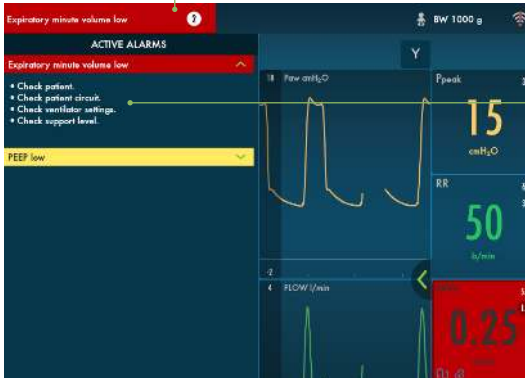 Expiratory minute volume low
2
BW 1000 g
ACTIVE ALARMS
Expiratory minute volume low
• Check patient.
• Check patient circuit.
• Check ventilator settings.
• Check support level.
PEEP low
Y
18 Paw cmH₂O
-2
4 FLOW l/min
Ppeak
15
cmH₂O
RR
50
b/min
0.25